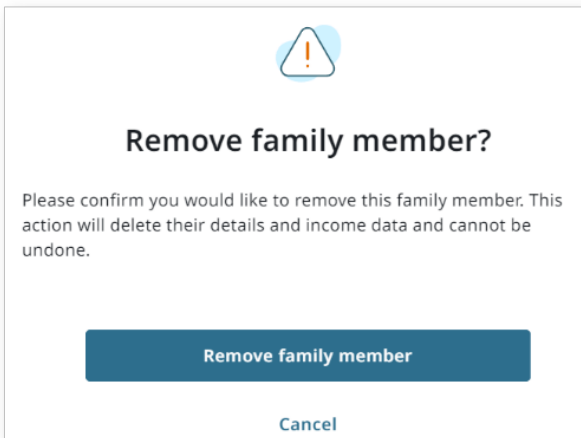 Remove family member?
Please confirm you would like to remove this family member. This
action will delete their details and income data and cannot be
undone.
Remove family member
Cancel